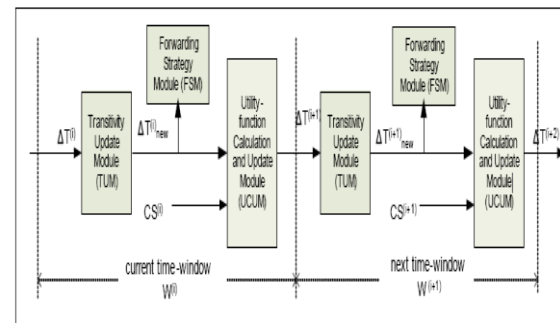 Forwarding
Strategy
Module (FSM)
Forwarding
Strategy
Module (FSM)
ΔT(i)
Transitivity
Update
Module
(TUM)
ΔT(i)new
Utility-
function
Calculation
and Update
Module
(UCUM)
CS(i)
ΔT(i+1)
Transitivity
Update
Module
(TUM)
ΔT(i+1)new
Utility-
function
Calculation
and Update
Module
(UCUM)
CS(i+1)
ΔT(i+2)
current time-window
W(i)
next time-window
W(i+1)